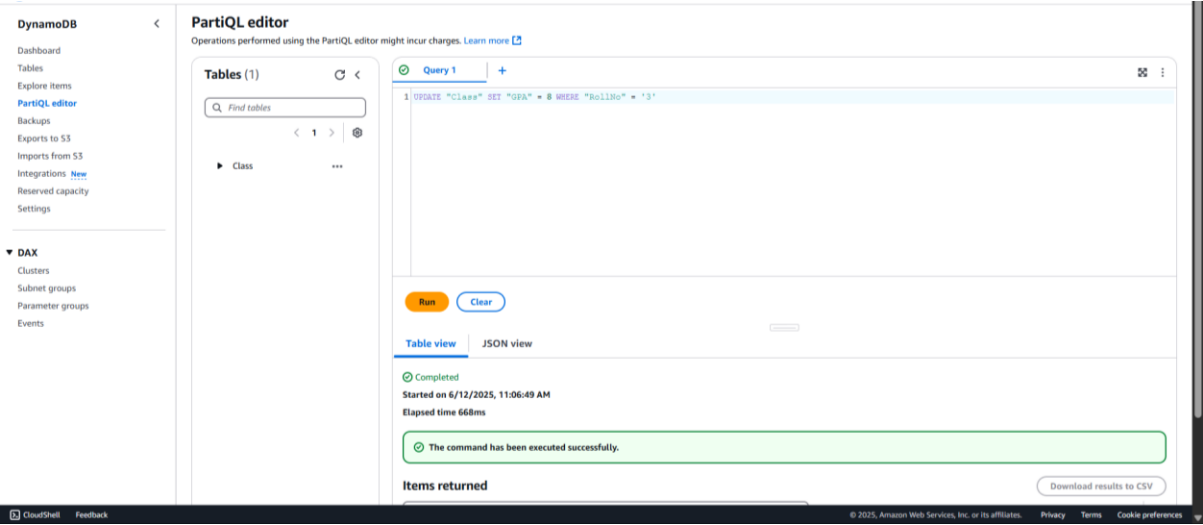 DynamoDB
Dashboard
Tables
Explore items
PartiQL editor
Backups
Exports to S3
Imports from S3
Integrations New
Reserved capacity
Settings
DAX
Clusters
Subnet groups
Parameter groups
Events
PartiQL editor
Operations performed using the PartiQL editor might incur charges. Learn more
Tables (1)
Find tables
1
Class
Query 1
1 UPDATE "Class" SET "GPA" = 8 WHERE "RollNo" = '3'
Run Clear
Table view JSON view
Completed
Started on 6/12/2025, 11:06:49 AM
Elapsed time 668ms
The command has been executed successfully.
Items returned
Download results to CSV
CloudShell Feedback
© 2025, Amazon Web Services, Inc. or its affiliates. Privacy Terms Cookie preferences